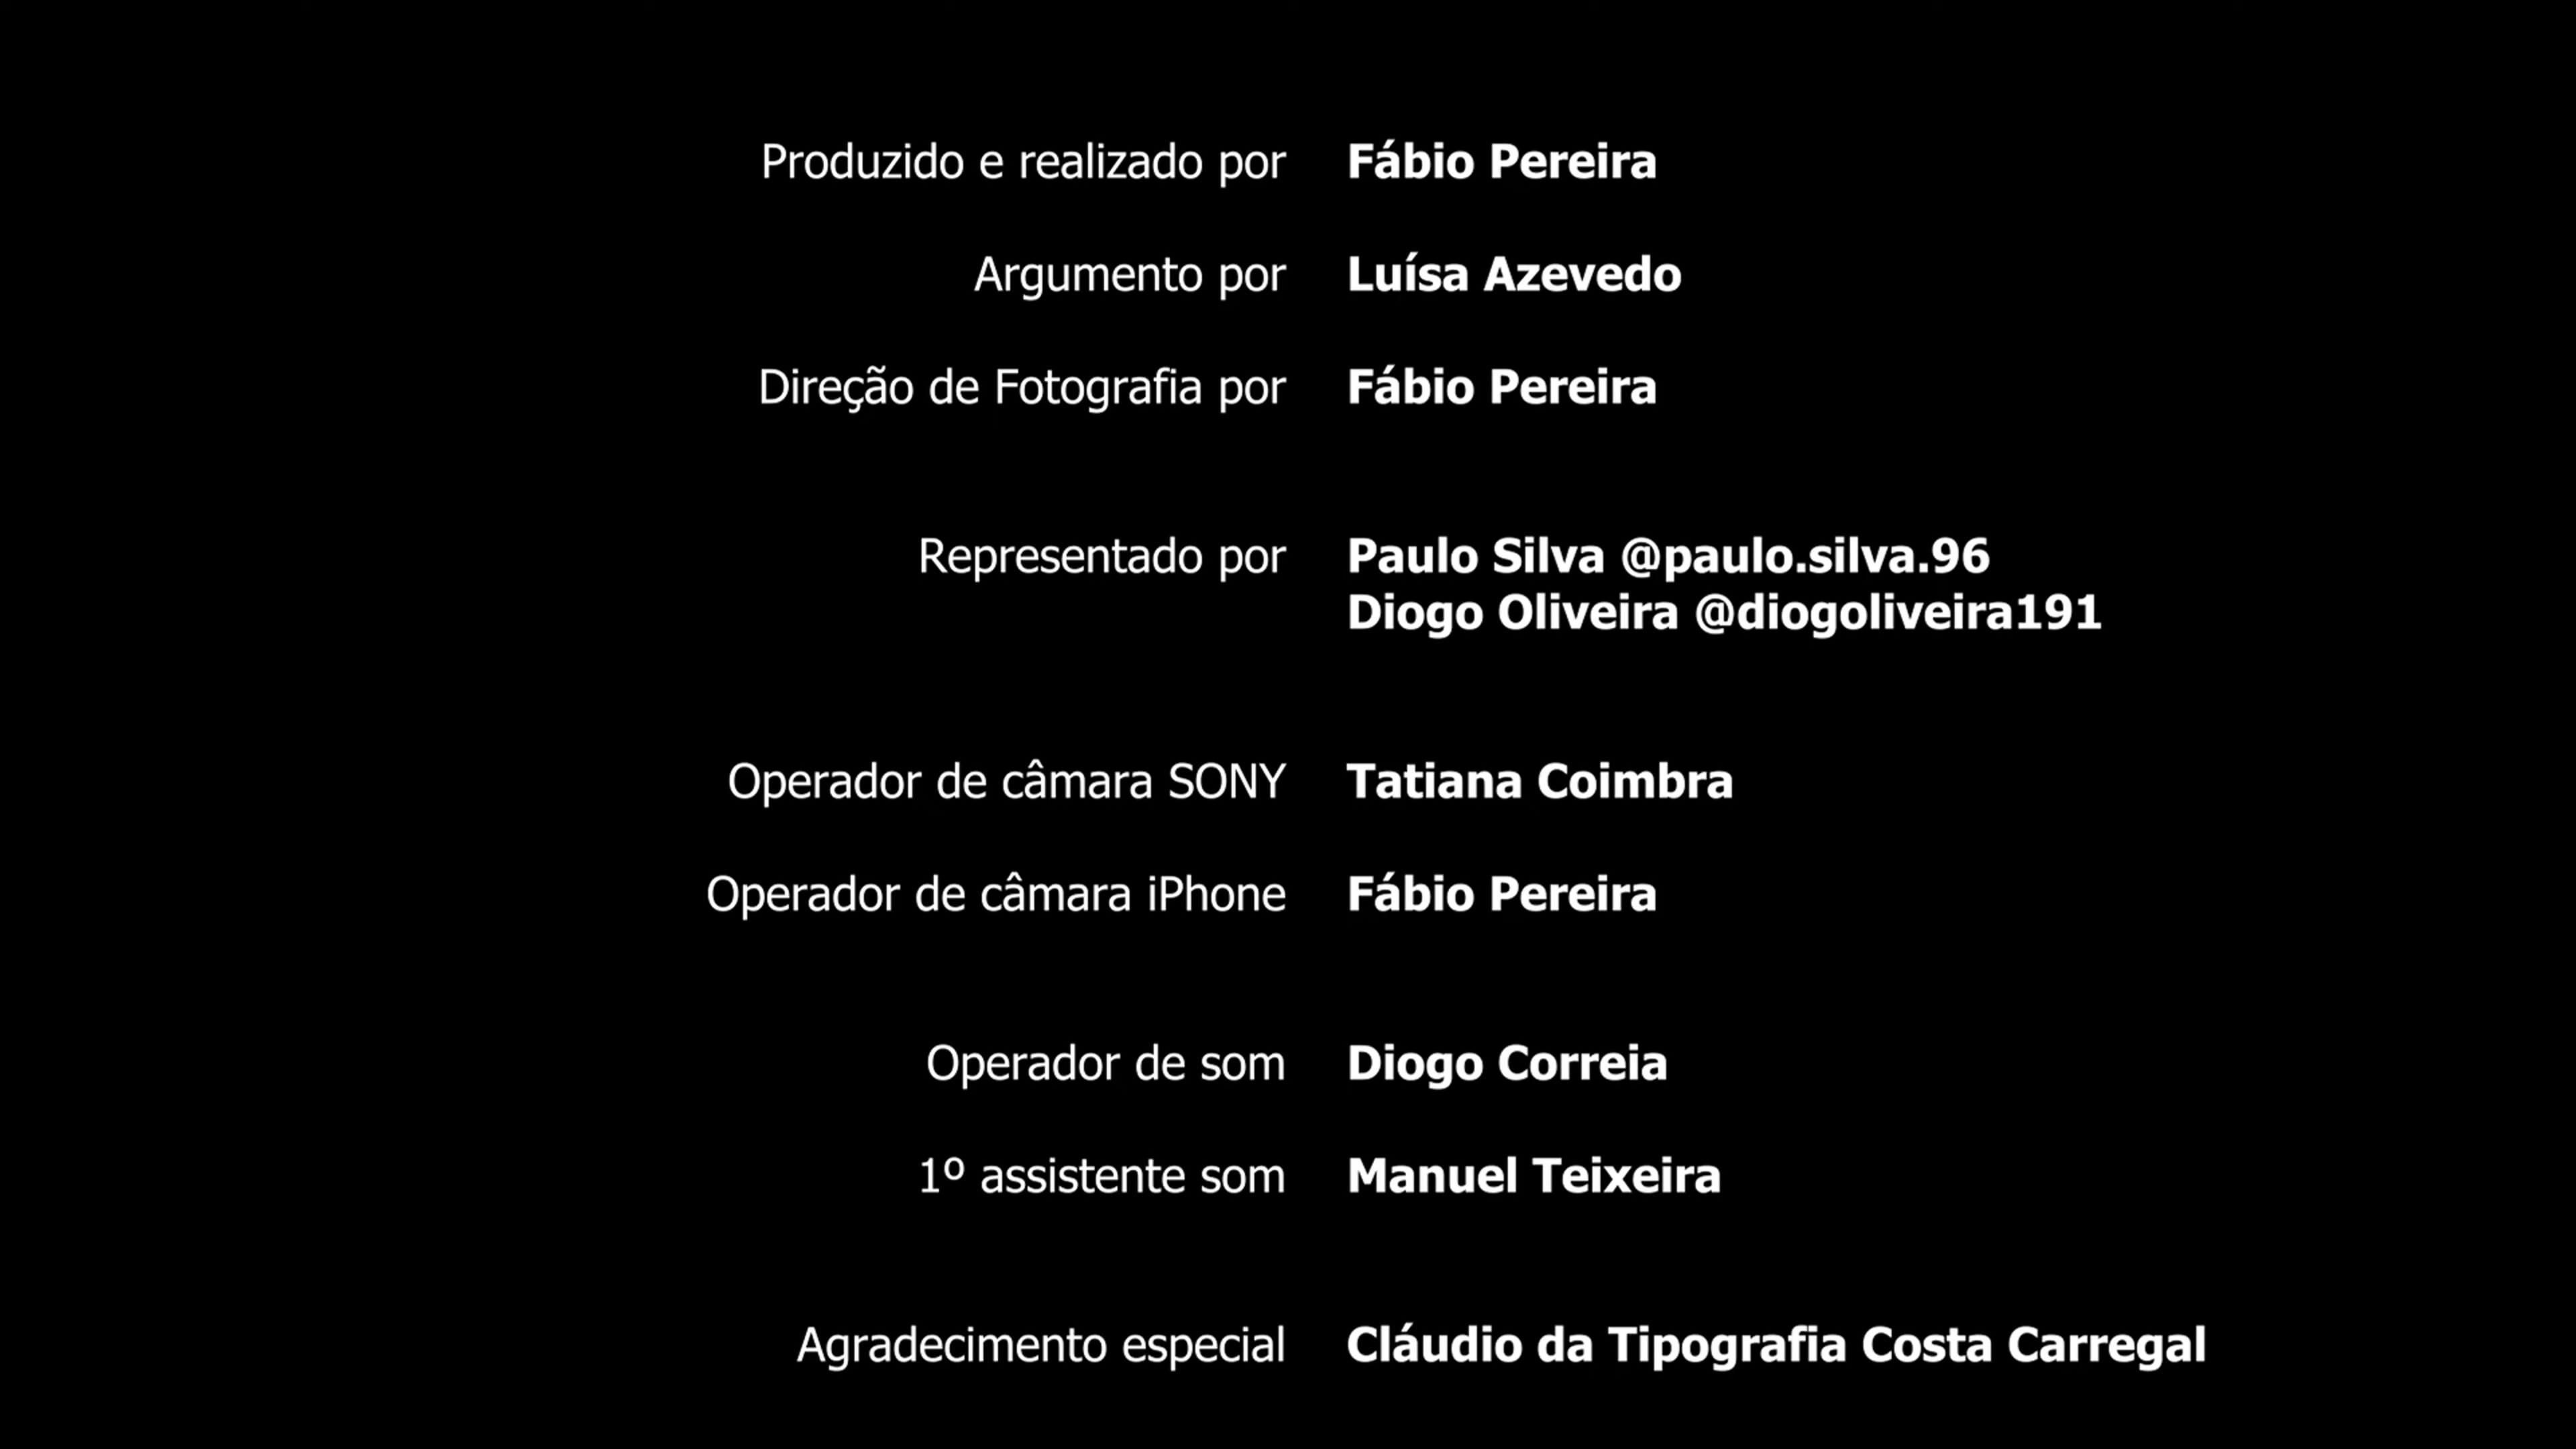 Produzido e realizado por Fábio Pereira
Argumento por Luísa Azevedo
Direção de Fotografia por Fábio Pereira
Representado por Paulo Silva @paulo.silva.96
Diogo Oliveira @diogoliveira191
Operador de câmara SONY Tatiana Coimbra
Operador de câmara iPhone Fábio Pereira
Operador de som Diogo Correia
1º assistente som Manuel Teixeira
Agradecimento especial Cláudio da Tipografia Costa Carregal